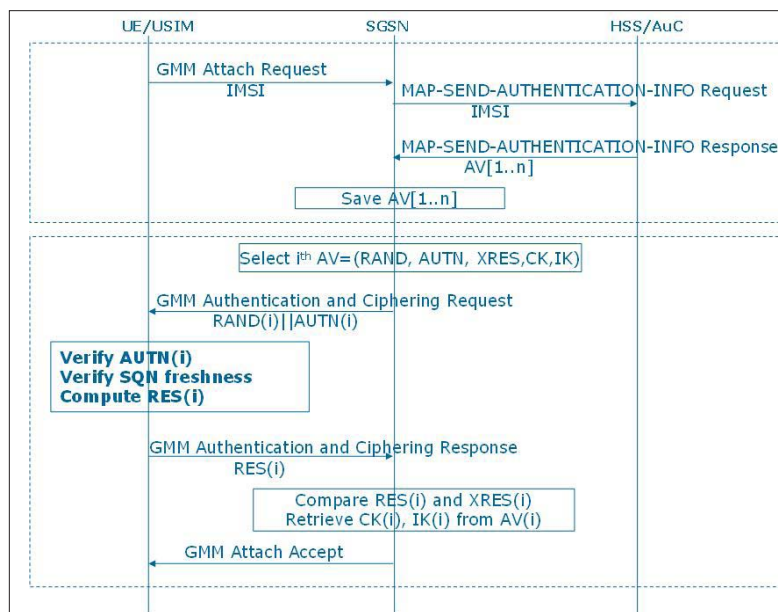 UE/USIM SGSN HSS/AuC
GMM Attach Request
IMSI
MAP-SEND-AUTHENTICATION-INFO Request
IMSI
MAP-SEND-AUTHENTICATION-INFO Response
AV[1..n]
Save AV[1..n]
Select iᵗʰ AV=(RAND, AUTN, XRES,CK,IK)
GMM Authentication and Ciphering Request
RAND(i)||AUTN(i)
Verify AUTN(i)
Verify SQN freshness
Compute RES(i)
GMM Authentication and Ciphering Response
RES(i)
Compare RES(i) and XRES(i)
Retrieve CK(i), IK(i) from AV(i)
GMM Attach Accept